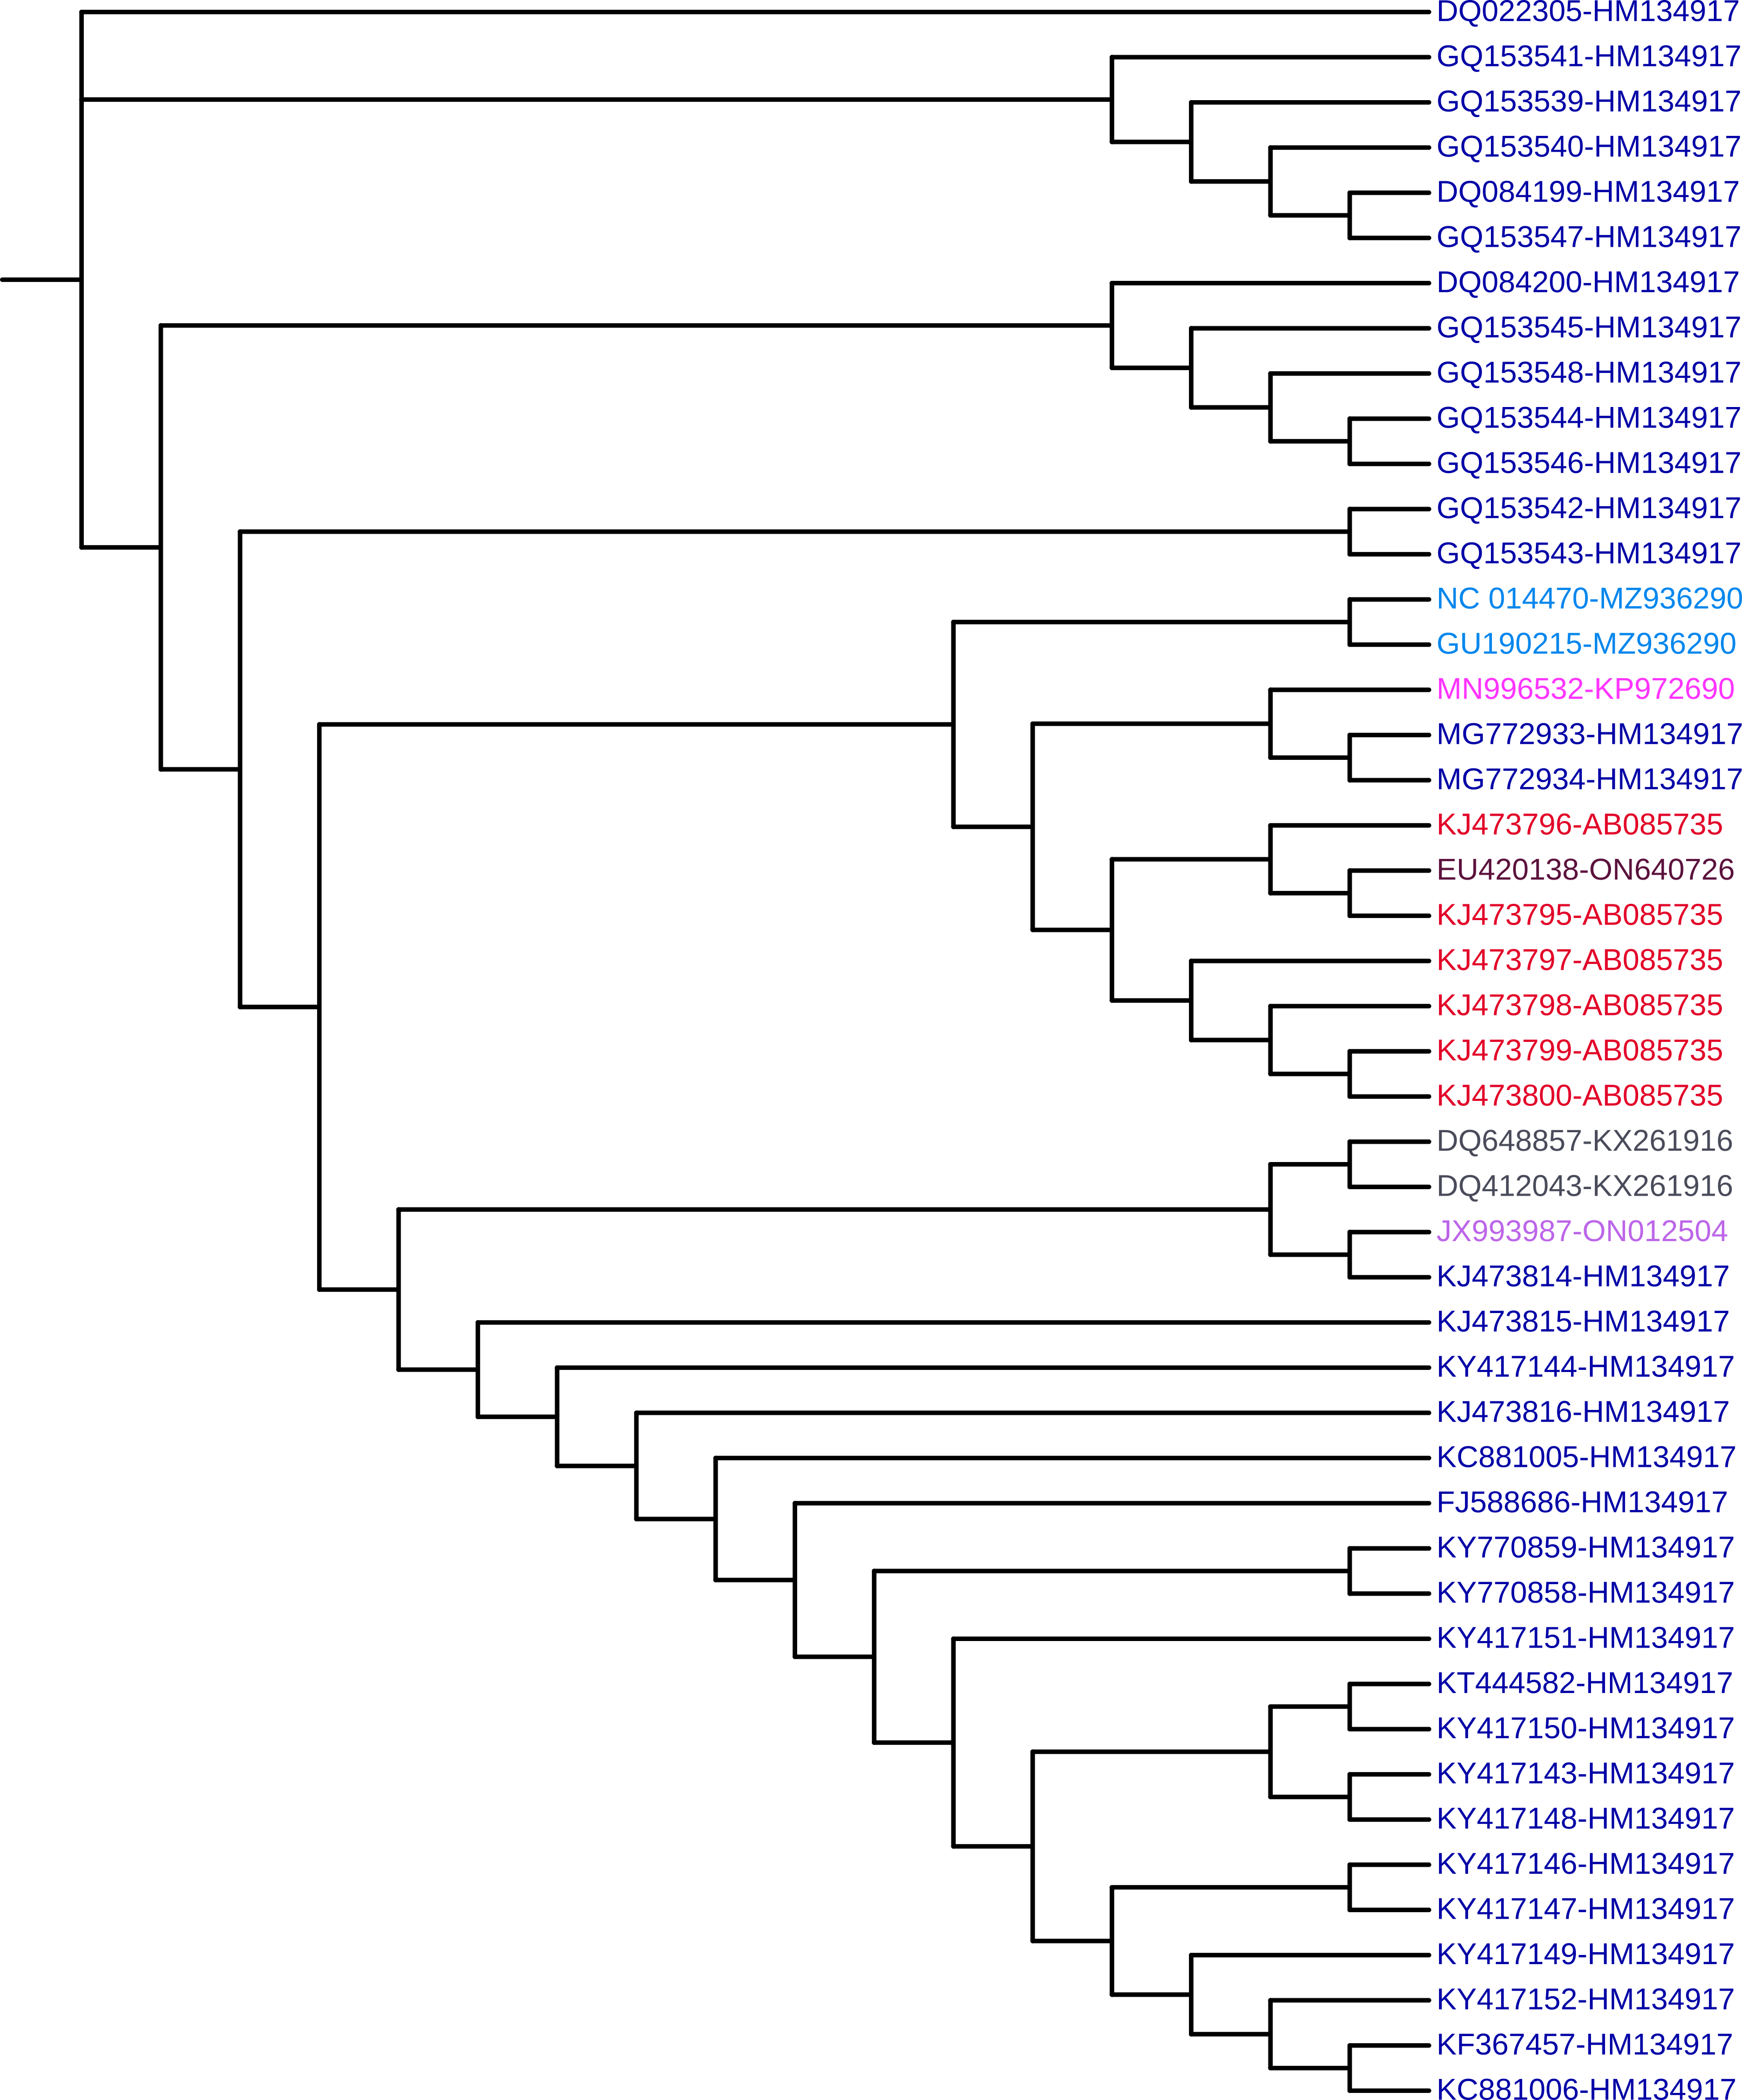 DQ022305-HM134917
GQ153541-HM134917
GQ153539-HM134917
GQ153540-HM134917
DQ084199-HM134917
GQ153547-HM134917
DQ084200-HM134917
GQ153545-HM134917
GQ153548-HM134917
GQ153544-HM134917
GQ153546-HM134917
GQ153542-HM134917
GQ153543-HM134917
NC 014470-MZ936290
GU190215-MZ936290
MN996532-KP972690
MG772933-HM134917
MG772934-HM134917
KJ473796-AB085735
EU420138-ON640726
KJ473795-AB085735
KJ473797-AB085735
KJ473798-AB085735
KJ473799-AB085735
KJ473800-AB085735
DQ648857-KX261916
DQ412043-KX261916
JX993987-ON012504
KJ473814-HM134917
KJ473815-HM134917
KY417144-HM134917
KJ473816-HM134917
KC881005-HM134917
FJ588686-HM134917
KY770859-HM134917
KY770858-HM134917
KY417151-HM134917
KT444582-HM134917
KY417150-HM134917
KY417143-HM134917
KY417148-HM134917
KY417146-HM134917
KY417147-HM134917
KY417149-HM134917
KY417152-HM134917
KF367457-HM134917
KC881006-HM134917